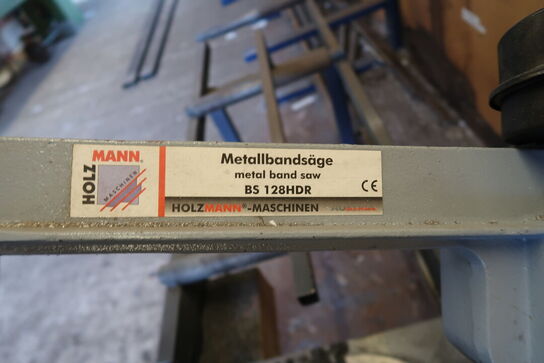 HOLZ
MANN®
MASCHINEN
Metallbandsäge
metal band saw
BS 128HDR
CE
HOLZMANN®-MASCHINEN